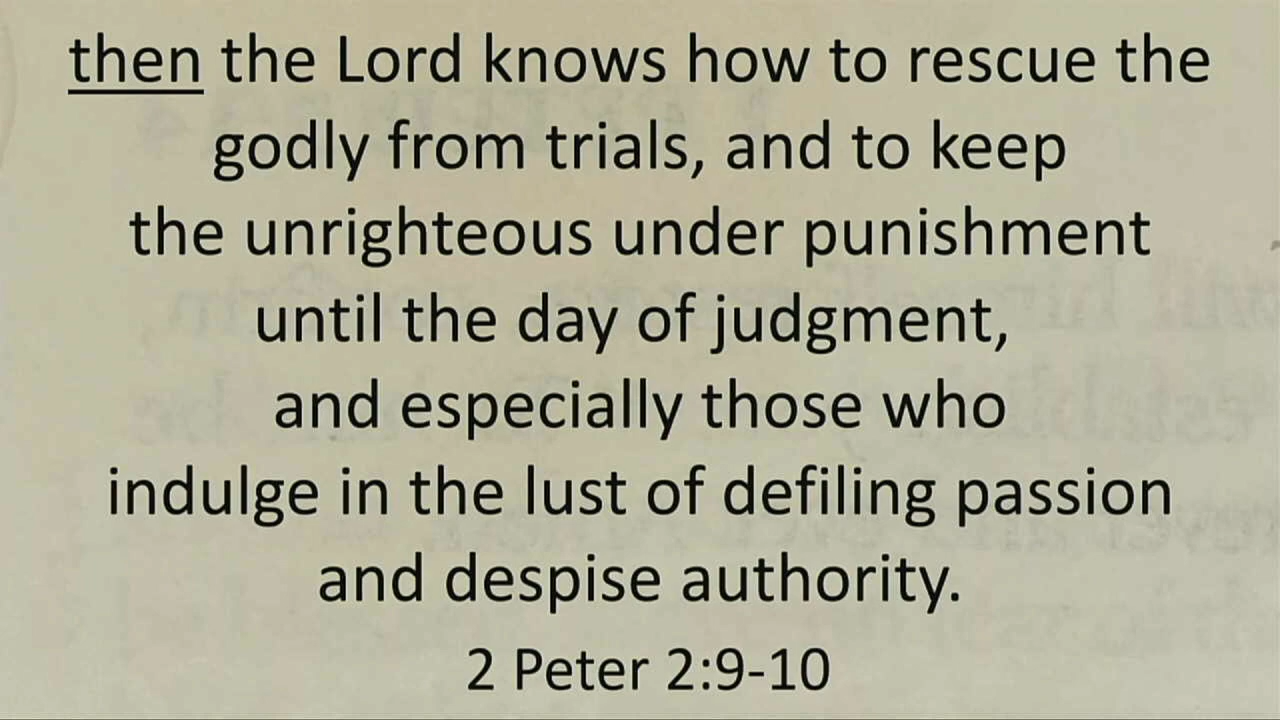 then the Lord knows how to rescue the
godly from trials, and to keep
the unrighteous under punishment
until the day of judgment,
and especially those who
indulge in the lust of defiling passion
and despise authority.
2 Peter 2:9-10